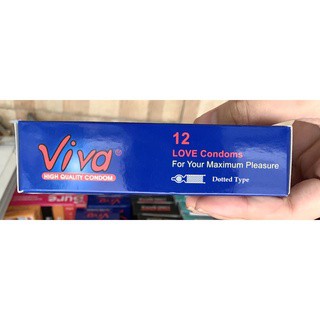 Viva®
HIGH QUALITY CONDOM
12
LOVE Condoms
For Your Maximum Pleasure
Dotted Type